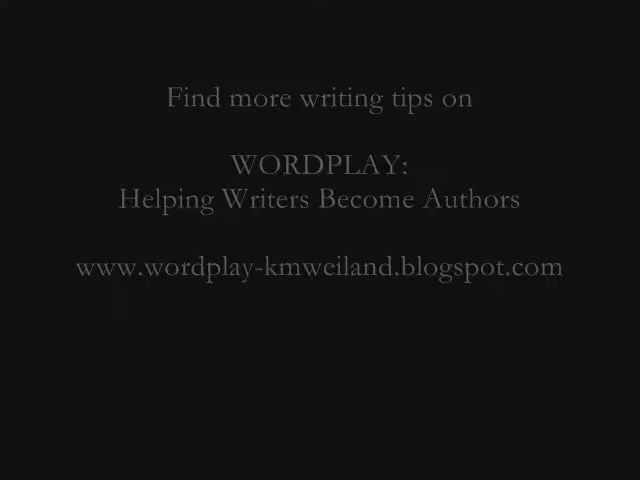 Find more writing tips on
WORDPLAY:
Helping Writers Become Authors
www.wordplay-kmweiland.blogspot.com